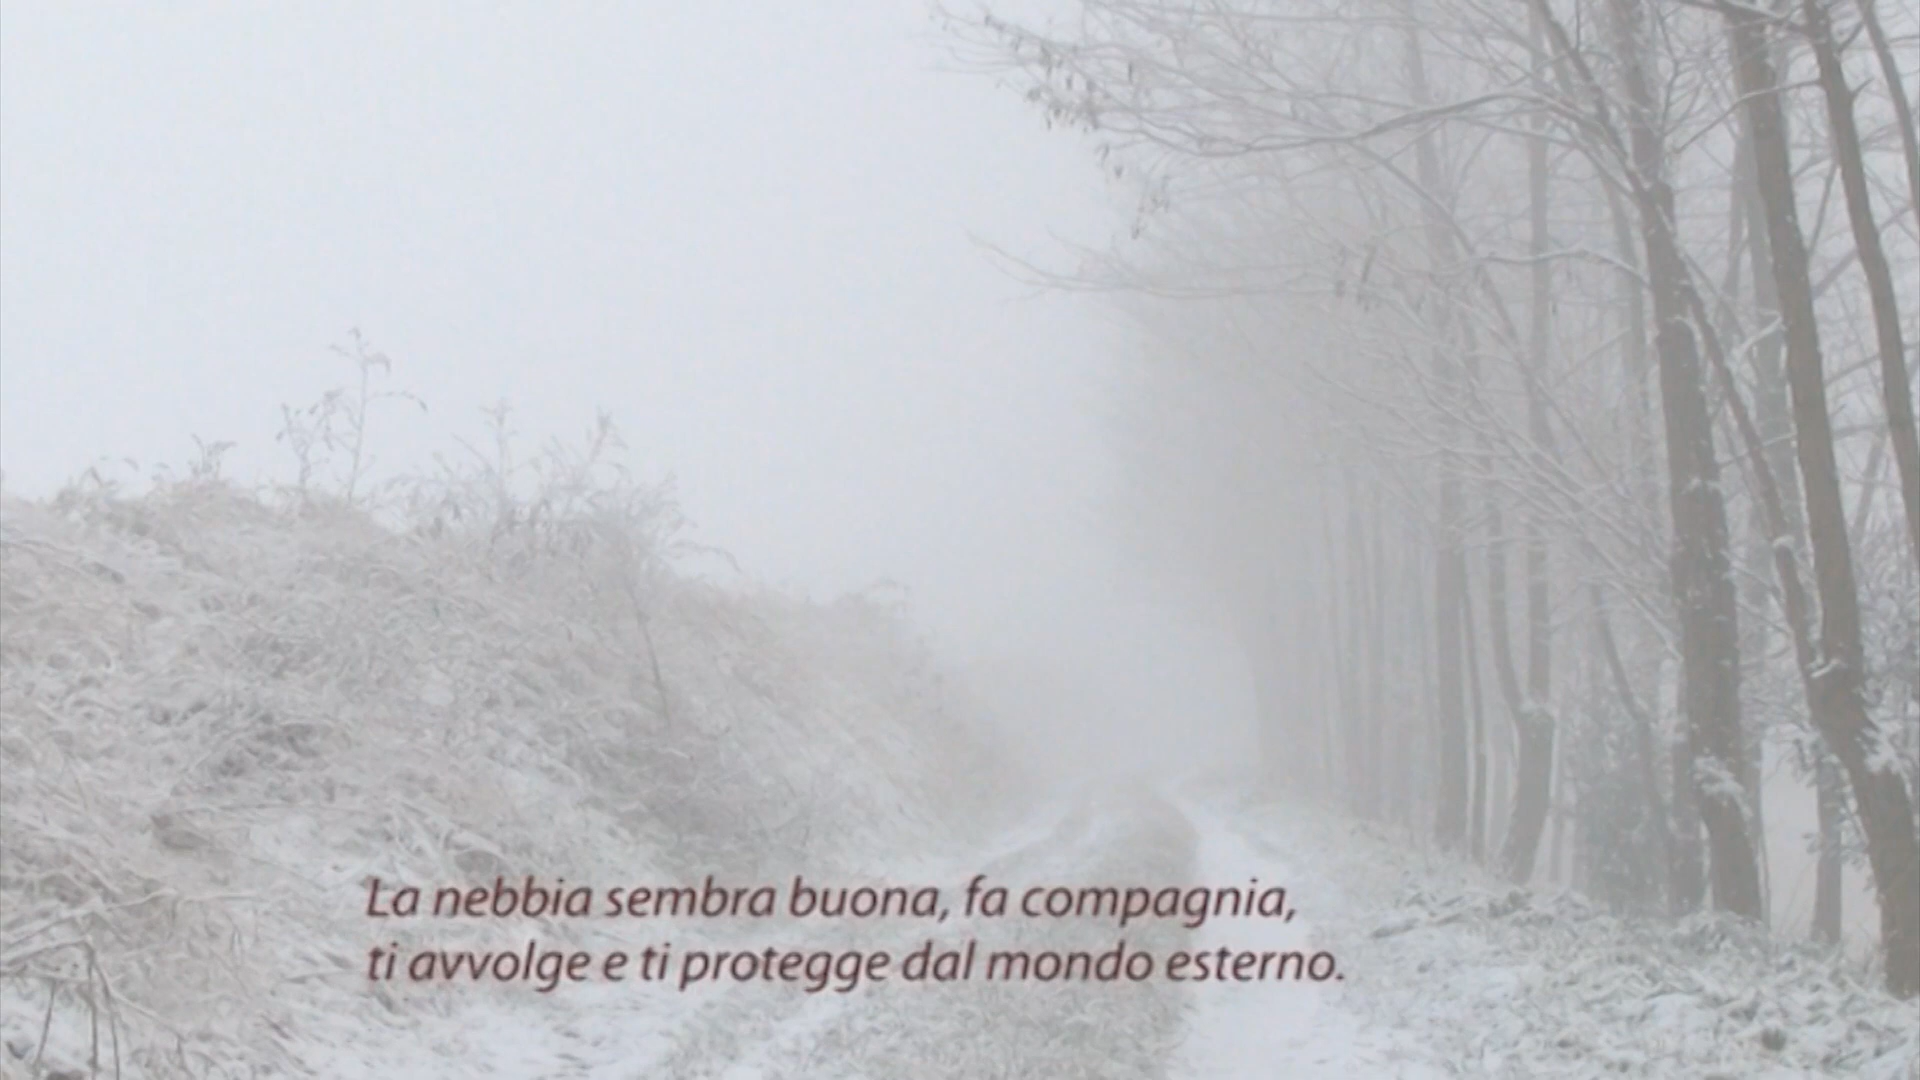 La nebbia sembra buona, fa compagnia,
ti avvolge e ti protegge dal mondo esterno.